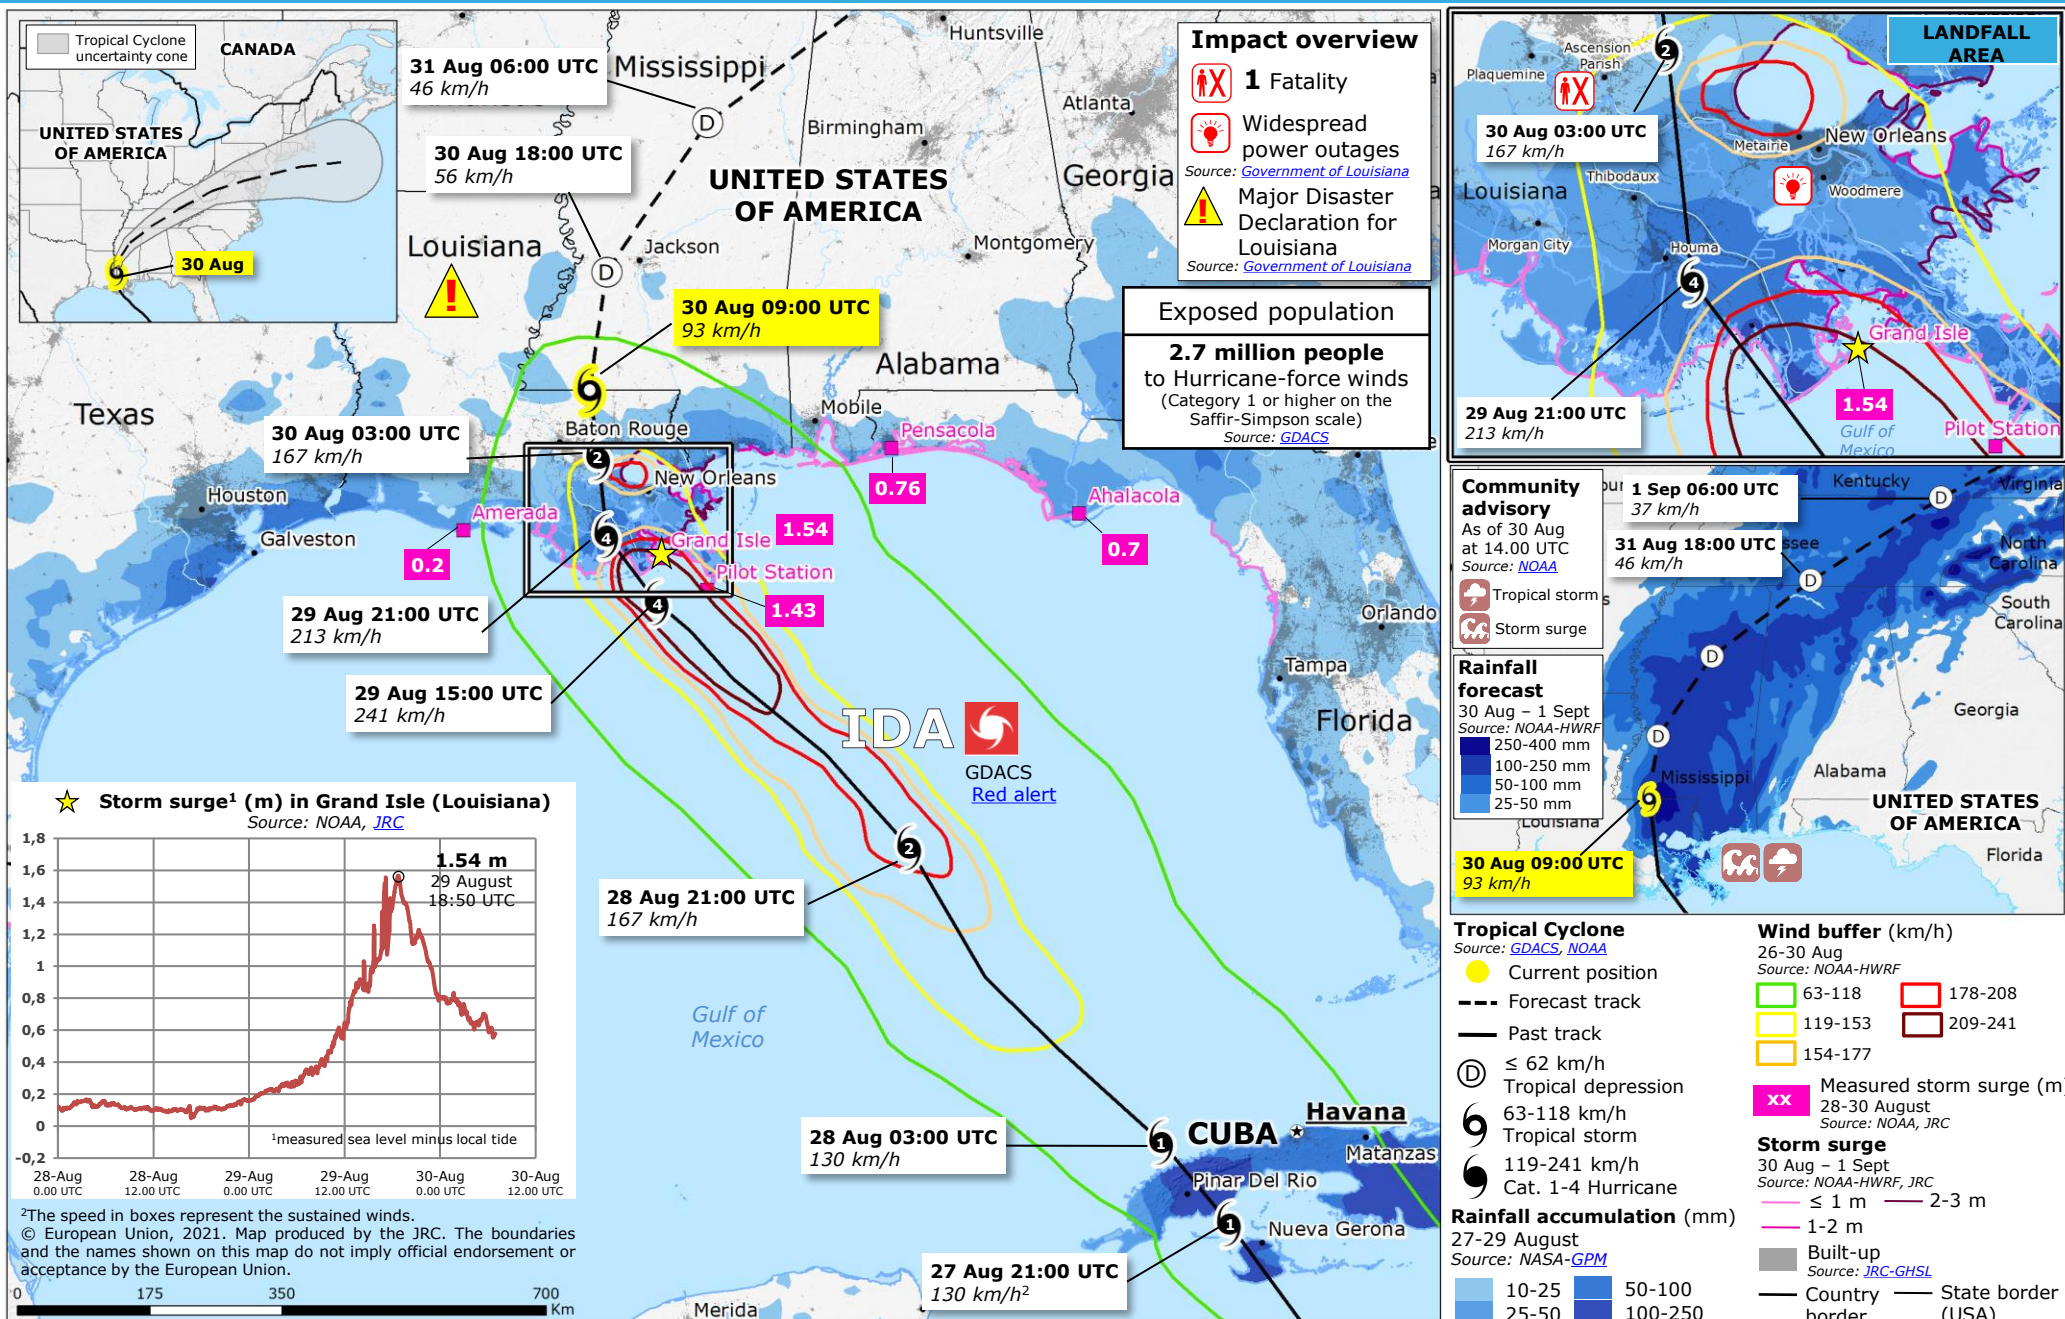 Tropical Cyclone
uncertainty cone
CANADA
UNITED STATES
OF AMERICA
30 Aug
31 Aug 06:00 UTC
46 km/h
Mississippi
Huntsville
30 Aug 18:00 UTC
56 km/h
Birmingham
Atlanta
Georgia
UNITED STATES
OF AMERICA
Louisiana
Jackson
Montgomery
30 Aug 09:00 UTC
93 km/h
Alabama
Texas
30 Aug 03:00 UTC
167 km/h
Baton Rouge
Mobile
Pensacola
0.76
Houston
Galveston
Amerada
0.2
New Orleans
Grand Isle
1.54
Pilot Station
1.43
Ahalacola
0.7
2
4
4
29 Aug 21:00 UTC
213 km/h
29 Aug 15:00 UTC
241 km/h
Orlando
Tampa
Florida
IDA
GDACS
Red alert
2
28 Aug 21:00 UTC
167 km/h
Gulf of
Mexico
28 Aug 03:00 UTC
130 km/h
1
CUBA
Havana
Matanzas
Pinar Del Rio
1
Nueva Gerona
27 Aug 21:00 UTC
130 km/h²
Merida
D
D
Impact overview
1 Fatality
Widespread
power outages
Source: Government of Louisiana
Major Disaster
Declaration for
Louisiana
Source: Government of Louisiana
Exposed population
2.7 million people
to Hurricane-force winds
(Category 1 or higher on the
Saffir-Simpson scale)
Source: GDACS
Storm surge¹ (m) in Grand Isle (Louisiana)
Source: NOAA, JRC
1,8
1,6
1,4
1,2
1
0,8
0,6
0,4
0,2
0
-0,2
1.54 m
29 August
18:50 UTC
¹measured sea level minus local tide
28-Aug
0.00 UTC
28-Aug
12.00 UTC
29-Aug
0.00 UTC
29-Aug
12.00 UTC
30-Aug
0.00 UTC
30-Aug
12.00 UTC
²The speed in boxes represent the sustained winds.
© European Union, 2021. Map produced by the JRC. The boundaries
and the names shown on this map do not imply official endorsement or
acceptance by the European Union.
0 175 350 700
Km
LANDFALL
AREA
Ascension
Parish
Plaquemine
2
30 Aug 03:00 UTC
167 km/h
New Orleans
Metairie
Thibodaux
Woodmere
Louisiana
Morgan City
Houma
4
Grand Isle
29 Aug 21:00 UTC
213 km/h
1.54
Gulf of
Mexico
Pilot Station
Community
advisory
As of 30 Aug
at 14.00 UTC
Source: NOAA
Tropical storm
Storm surge
Rainfall
forecast
30 Aug – 1 Sept
Source: NOAA-HWRF
250-400 mm
100-250 mm
50-100 mm
25-50 mm
1 Sep 06:00 UTC
37 km/h
31 Aug 18:00 UTC
46 km/h
Kentucky
Virginia
North
Carolina
South
Carolina
Georgia
Mississippi
Alabama
Louisiana
UNITED STATES
OF AMERICA
Florida
30 Aug 09:00 UTC
93 km/h
D
D
D
D
Tropical Cyclone
Source: GDACS, NOAA
Current position
Forecast track
Past track
D
≤ 62 km/h
Tropical depression
63-118 km/h
Tropical storm
119-241 km/h
Cat. 1-4 Hurricane
Rainfall accumulation (mm)
27-29 August
Source: NASA-GPM
10-25
50-100
25-50
100-250
Wind buffer (km/h)
26-30 Aug
Source: NOAA-HWRF
63-118
178-208
119-153
209-241
154-177
xx
Measured storm surge (m)
28-30 August
Source: NOAA, JRC
Storm surge
30 Aug – 1 Sept
Source: NOAA-HWRF, JRC
≤ 1 m
2-3 m
1-2 m
Built-up
Source: JRC-GHSL
Country
border
State border
(USA)